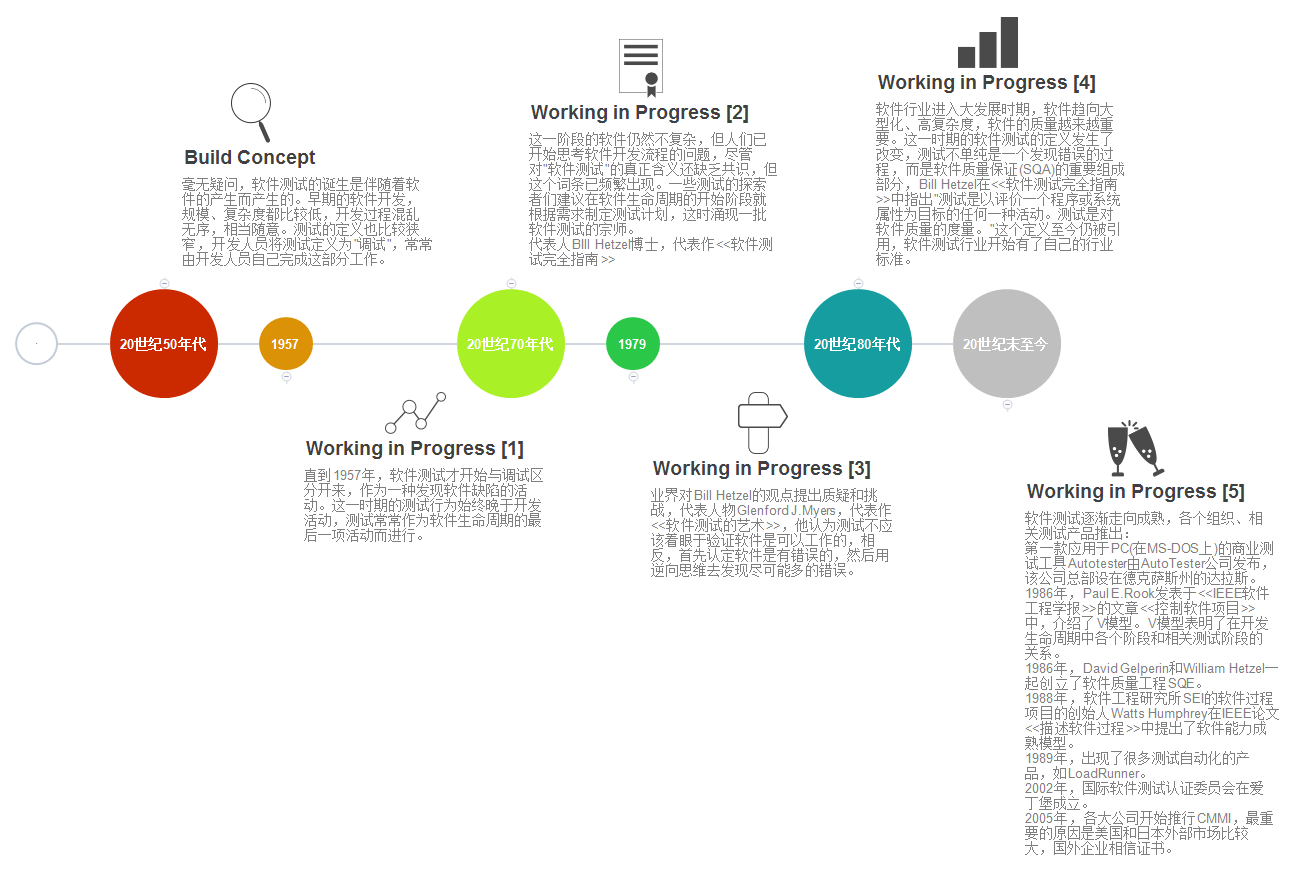 Build Concept
毫无疑问，软件测试的诞生是伴随着软
件的产生而产生的。早期的软件开发，
规模、复杂度都比较低，开发过程混乱
无序，相当随意。测试的定义也比较狭
窄，开发人员将测试定义为"调试"，常常
由开发人员自己完成这部分工作。
Working in Progress [2]
这一阶段的软件仍然不复杂，但人们已
开始思考软件开发流程的问题，尽管
对"软件测试"的真正含义还缺乏共识，但
这个词条已频繁出现。一些测试的探索
者们建议在软件生命周期的开始阶段就
根据需求制定测试计划，这时涌现一批
软件测试的宗师。
代表人BIll Hetzel博士，代表作<<软件测
试完全指南>>
Working in Progress [4]
软件行业进入大发展时期，软件趋向大
型化、高复杂度，软件的质量越来越重
要。这一时期的软件测试的定义发生了
改变，测试不单纯是一个发现错误的过
程，而是软件质量保证(SQA)的重要组成
部分，Bill Hetzel在<<软件测试完全指南
>>中指出"测试是以评价一个程序或系统
属性为目标的任何一种活动。测试是对
软件质量的度量。"这个定义至今仍被引
用，软件测试行业开始有了自己的行业
标准。
20世纪50年代
1957
20世纪70年代
1979
20世纪80年代
20世纪末至今
Working in Progress [1]
直到1957年，软件测试才开始与调试区
分开来，作为一种发现软件缺陷的活
动。这一时期的测试行为始终晚于开发
活动，测试常常作为软件生命周期的最
后一项活动而进行。
Working in Progress [3]
业界对Bill Hetzel的观点提出质疑和挑
战，代表人物Glenford J.Myers，代表作
<<软件测试的艺术>>，他认为测试不应
该着眼于验证软件是可以工作的，相
反，首先认定软件是有错误的，然后用
逆向思维去发现尽可能多的错误。
Working in Progress [5]
软件测试逐渐走向成熟，各个组织、相
关测试产品推出：
第一款应用于PC(在MS-DOS上)的商业测
试工具Autotester由AutoTester公司发布，
该公司总部设在德克萨斯州的达拉斯。
1986年，Paul E.Rook发表于<<IEEE软件
工程学报>>的文章<<控制软件项目>>
中，介绍了V模型。V模型表明了在开发
生命周期中各个阶段和相关测试阶段的
关系。
1986年，David Gelperin和William Hetzel一
起创立了软件质量工程SQE。
1988年，软件工程研究所SEI的软件过程
项目的创始人Watts Humphrey在IEEE论文
<<描述软件过程>>中提出了软件能力成
熟模型。
1989年，出现了很多测试自动化的产
品，如LoadRunner。
2002年，国际软件测试认证委员会在爱
丁堡成立。
2005年，各大公司开始推行CMMI，最重
要的原因是美国和日本外部市场比较
大，国外企业相信证书。